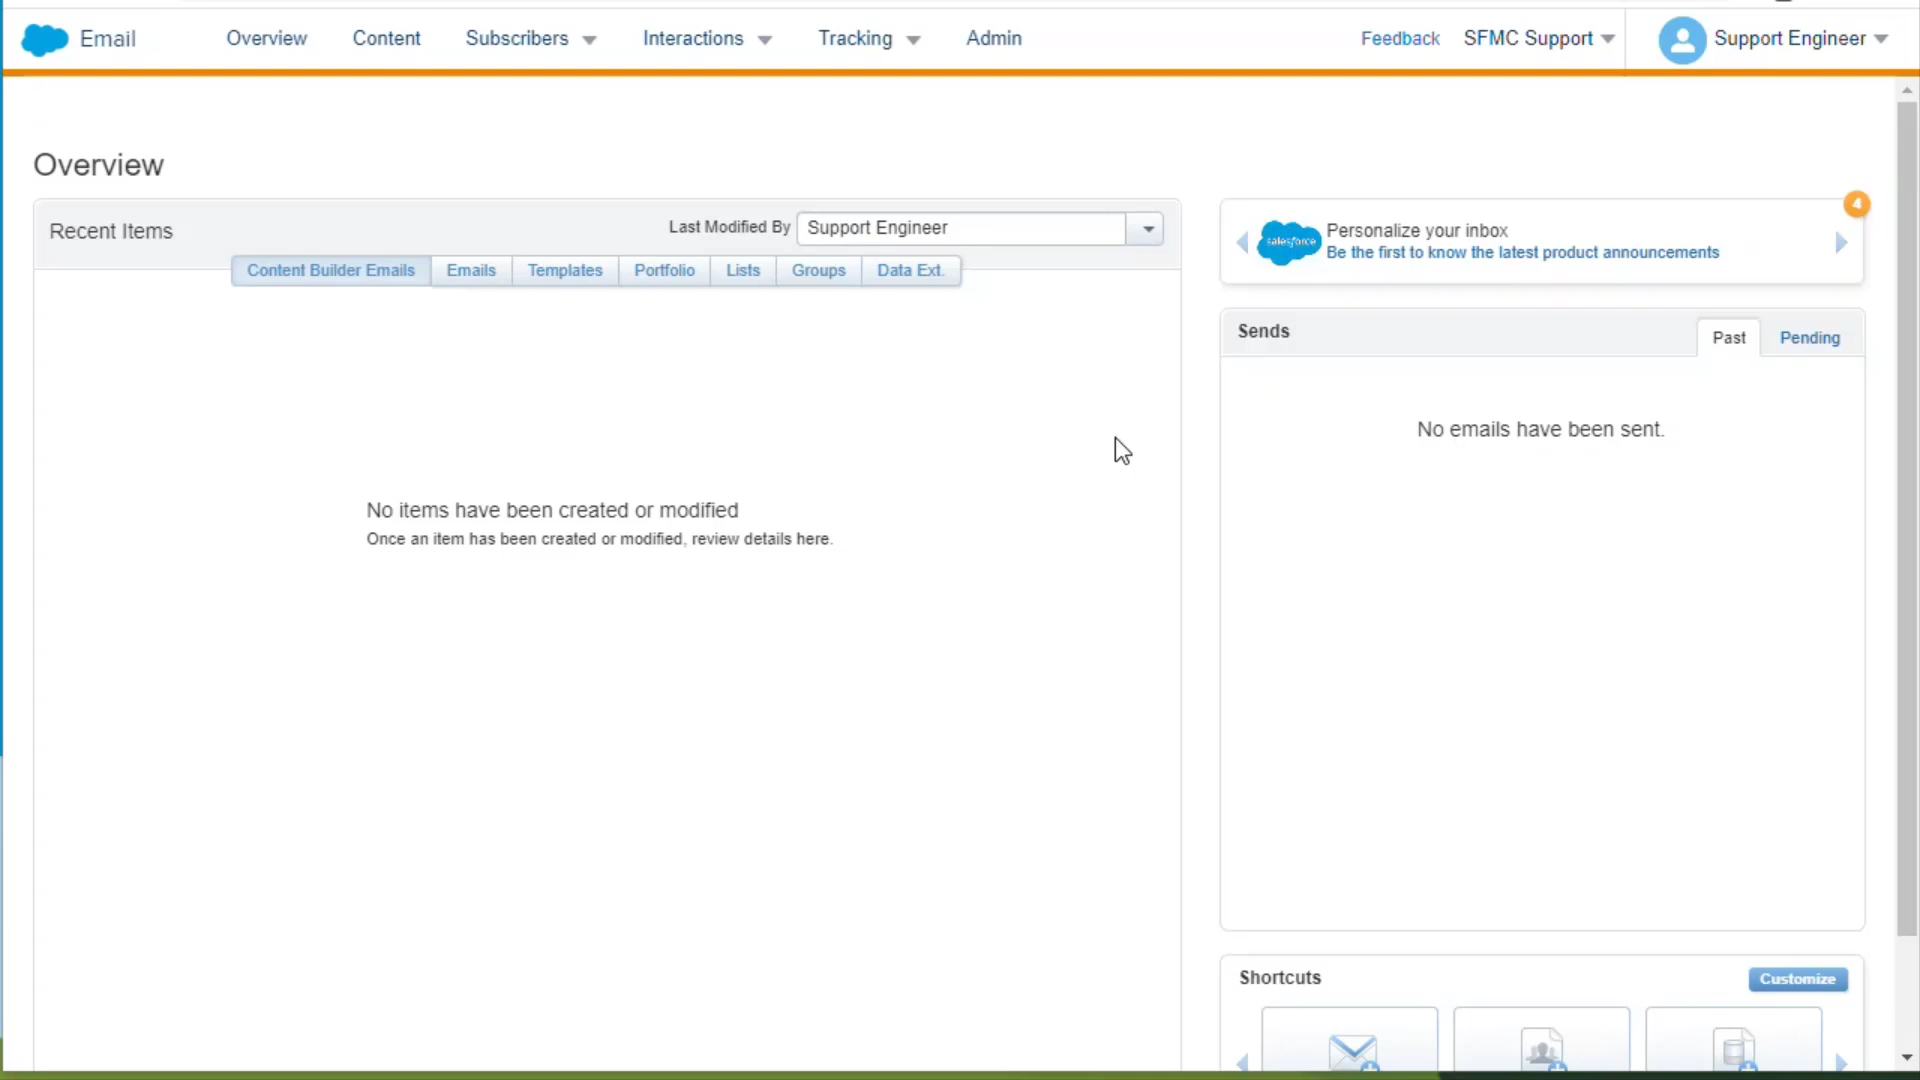 Email
Overview
Content
Subscribers
Interactions
Tracking
Admin
Feedback
SFMC Support
Support Engineer
Overview
Recent Items
Last Modified By
Support Engineer
Content Builder Emails
Emails
Templates
Portfolio
Lists
Groups
Data Ext.
No items have been created or modified
Once an item has been created or modified, review details here.
4
salesforce
Personalize your inbox
Be the first to know the latest product announcements
Sends
Past
Pending
No emails have been sent.
Shortcuts
Customize